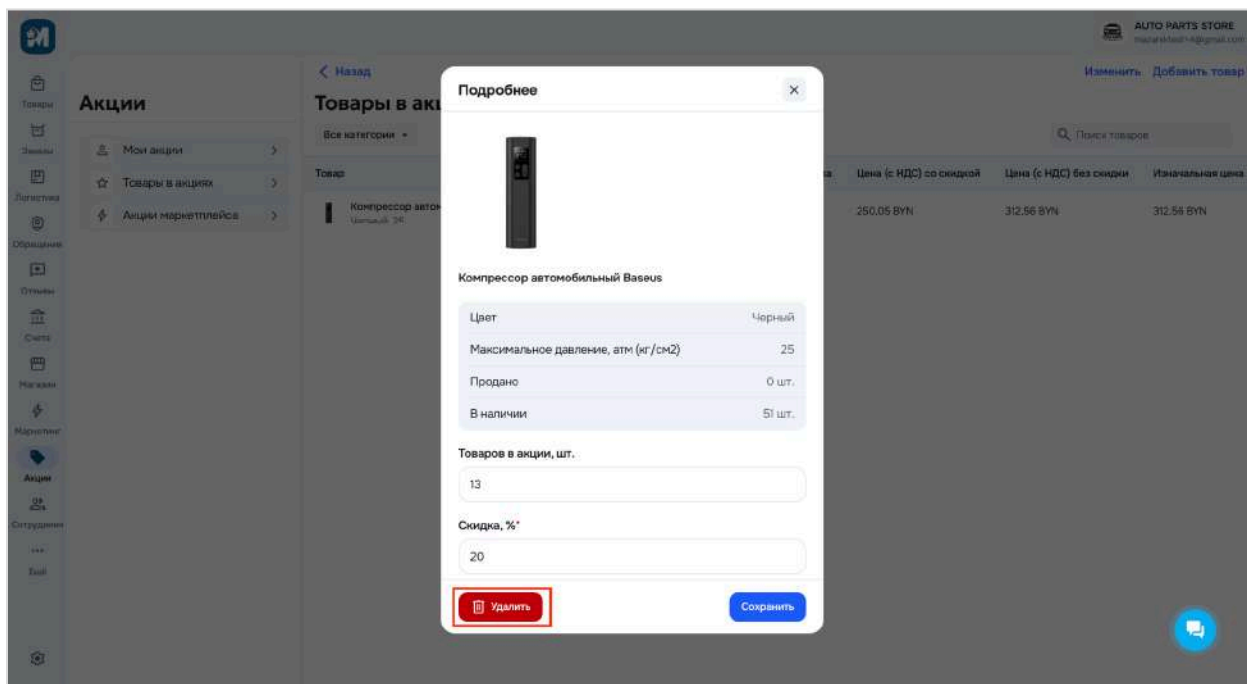 AUTO PARTS STORE
Назад
Изменить Добавить товар
Товары
Акции
Товары в ак
Подробнее
Все категории
Поиск товаров
Заказы
Мои акции
Товар
Цена (с НДС) со скидкой
Цена (с НДС) без скидки
Изначальная цена
Логистика
Товары в акциях
Компрессор автом
Черный, 25
250,05 BYN
312,56 BYN
312,56 BYN
Акции маркетплейса
Обращения
Отзывы
Компрессор автомобильный Baseus
Счета
Цвет Черный
Максимальное давление, атм (кг/см2) 25
Магазин
Продано 0 шт.
В наличии 51 шт.
Маркетинг
Товаров в акции, шт.
Акции
13
Сотрудники
Скидка, %*
20
Ещё
Удалить
Сохранить